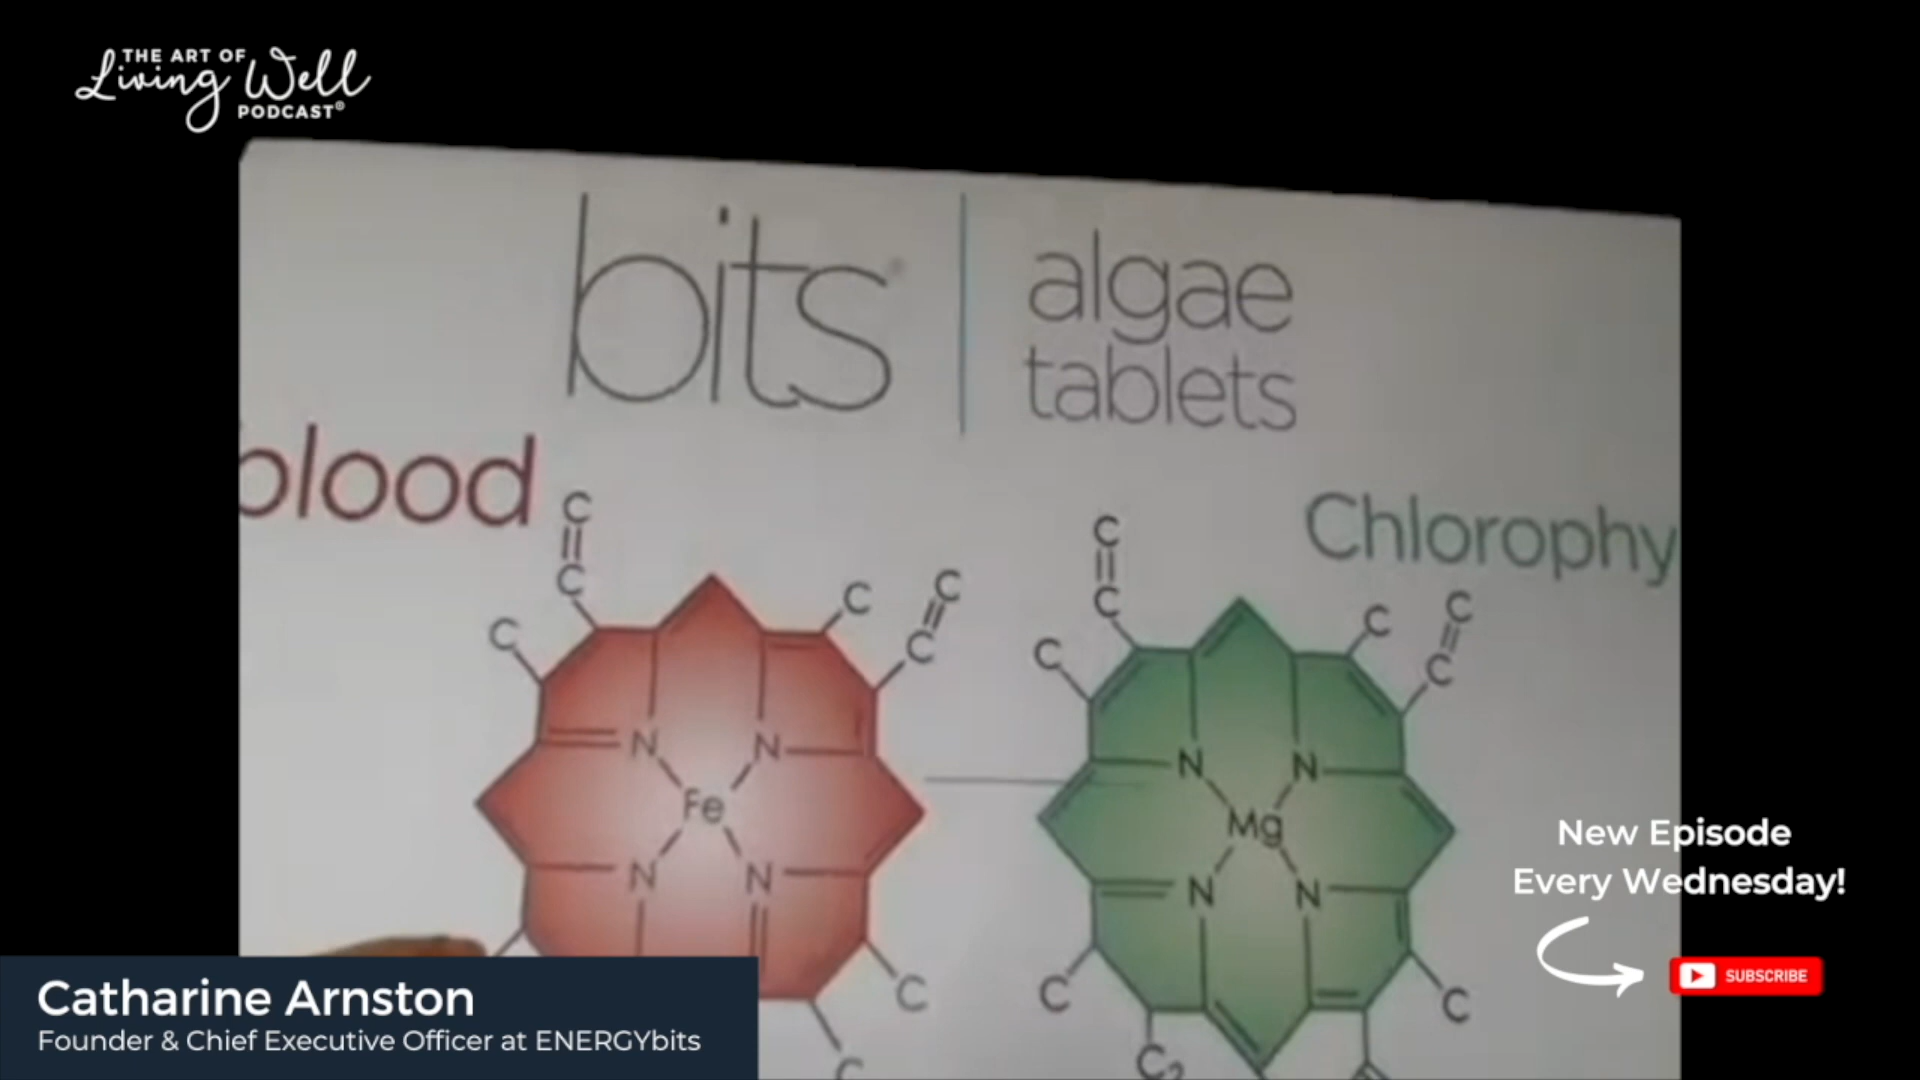 THE ART OF
Living Well
PODCAST®
bits
algae
tablets
blood
Chlorophy
C
C
C
C
C
C
N
N
Fe
N
N
C
C
C
C
C
C
C
C
N
N
Mg
N
N
C
C
C2
New Episode
Every Wednesday!
SUBSCRIBE
Catharine Arnston
Founder & Chief Executive Officer at ENERGYbits